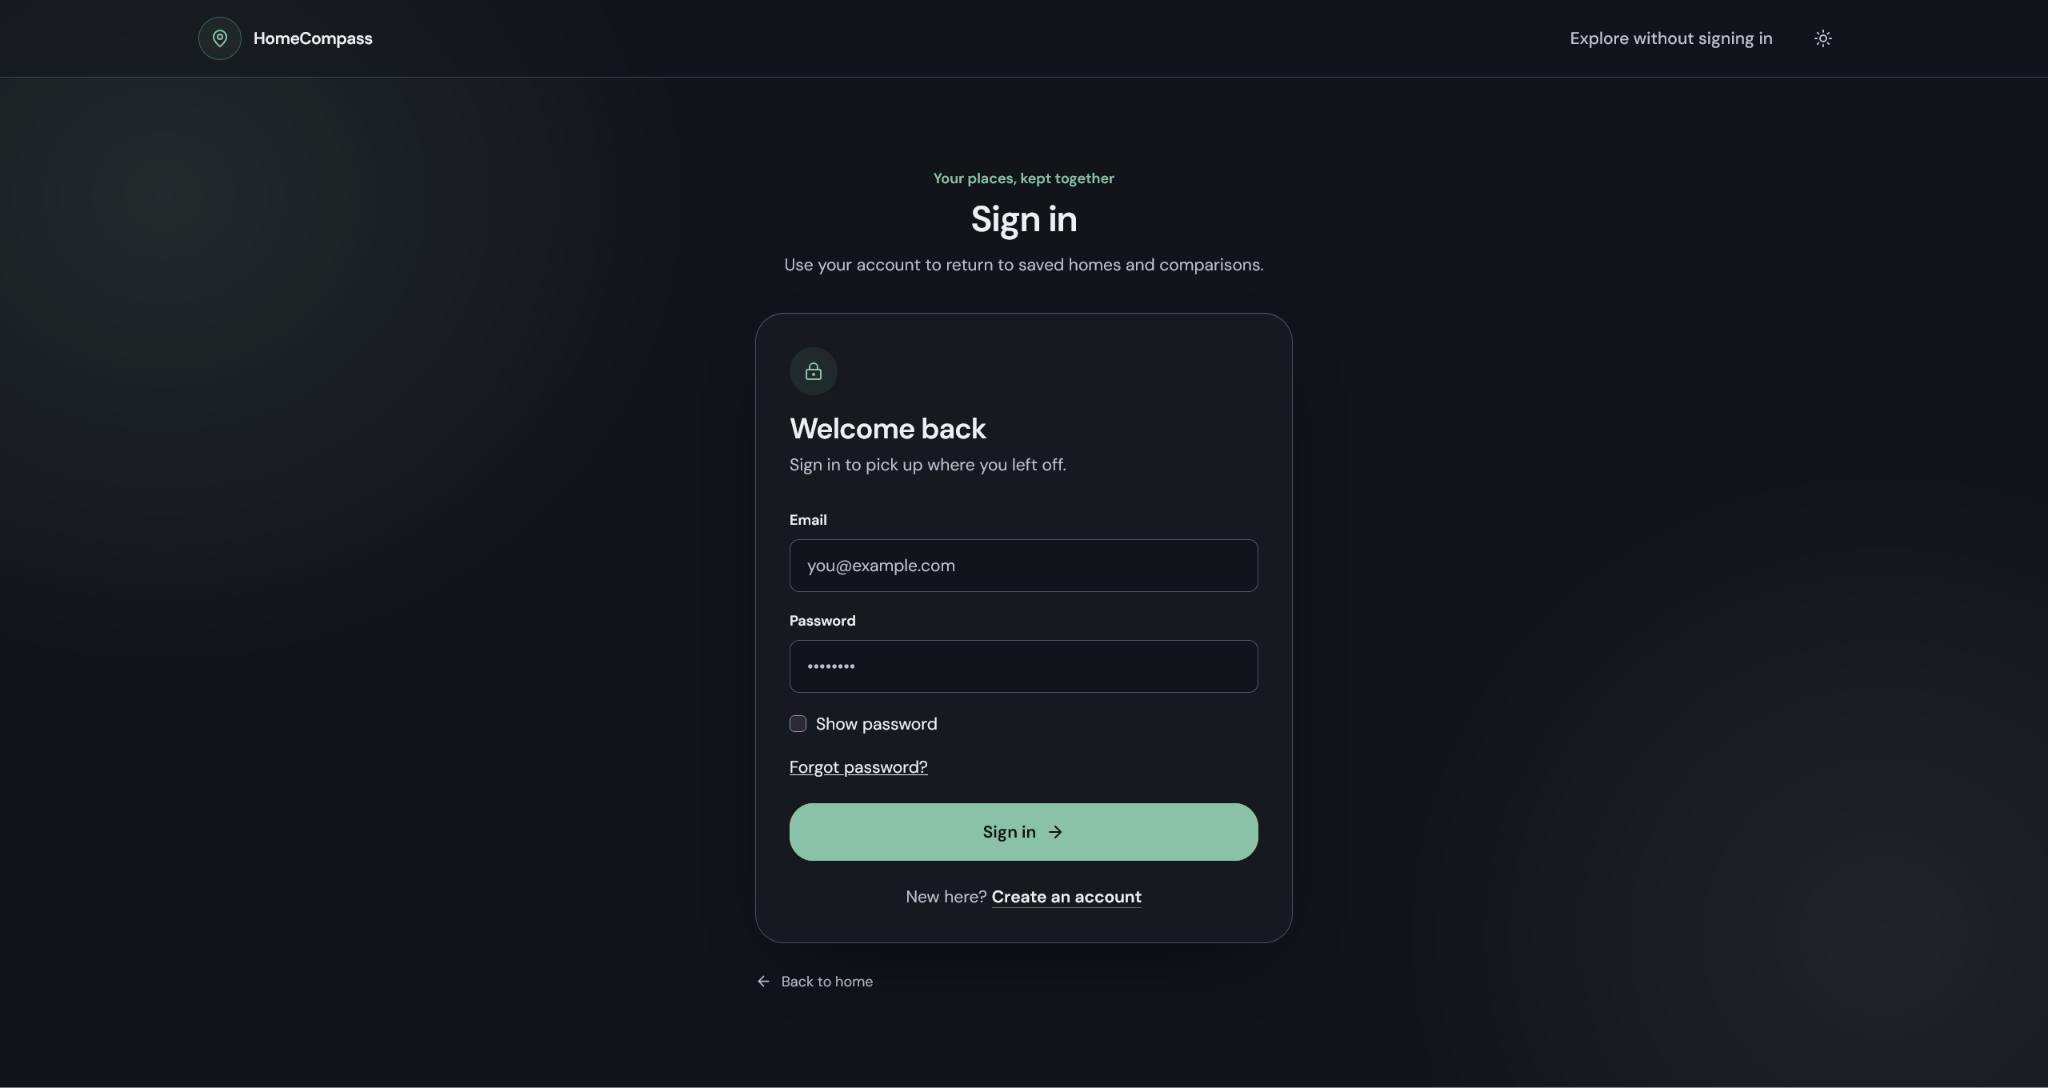 HomeCompass
Explore without signing in
Your places, kept together
Sign in
Use your account to return to saved homes and comparisons.
Welcome back
Sign in to pick up where you left off.
Email
you@example.com
Password
••••••••
Show password
Forgot password?
Sign in →
New here? Create an account
← Back to home